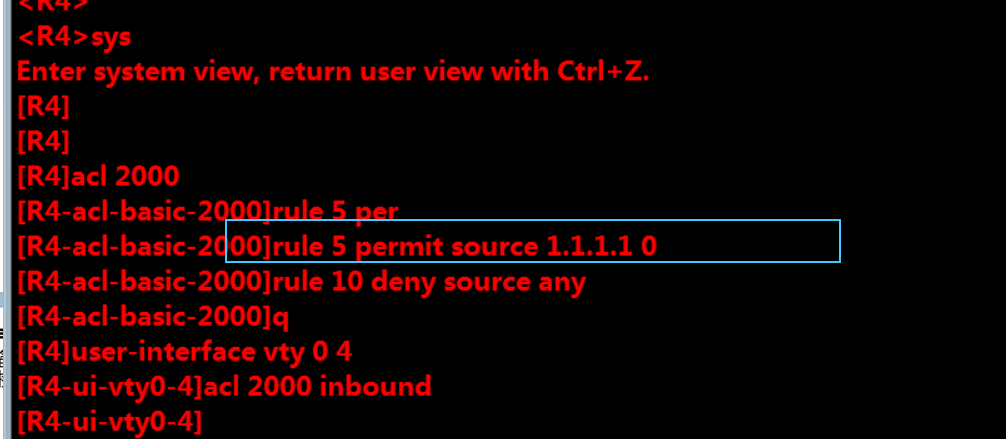 <R4>
<R4>sys
Enter system view, return user view with Ctrl+Z.
[R4]
[R4]
[R4]acl 2000
[R4-acl-basic-2000]rule 5 per
[R4-acl-basic-2000]rule 5 permit source 1.1.1.1 0
[R4-acl-basic-2000]rule 10 deny source any
[R4-acl-basic-2000]q
[R4]user-interface vty 0 4
[R4-ui-vty0-4]acl 2000 inbound
[R4-ui-vty0-4]